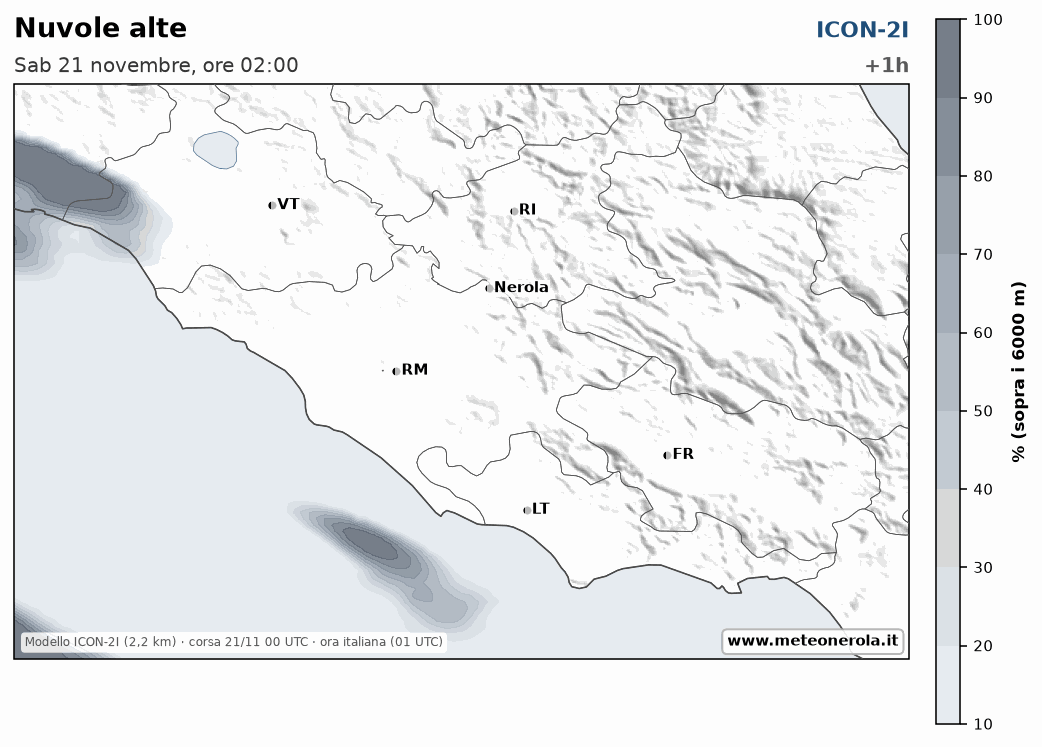 Nuvole alte
ICON-2I
Sab 21 novembre, ore 02:00
+1h
100
90
80
70
60
50
40
30
20
10
% (sopra i 6000 m)
VT
RI
Nerola
RM
FR
LT
Modello ICON-2I (2,2 km) · corsa 21/11 00 UTC · ora italiana (01 UTC)
www.meteonerola.it